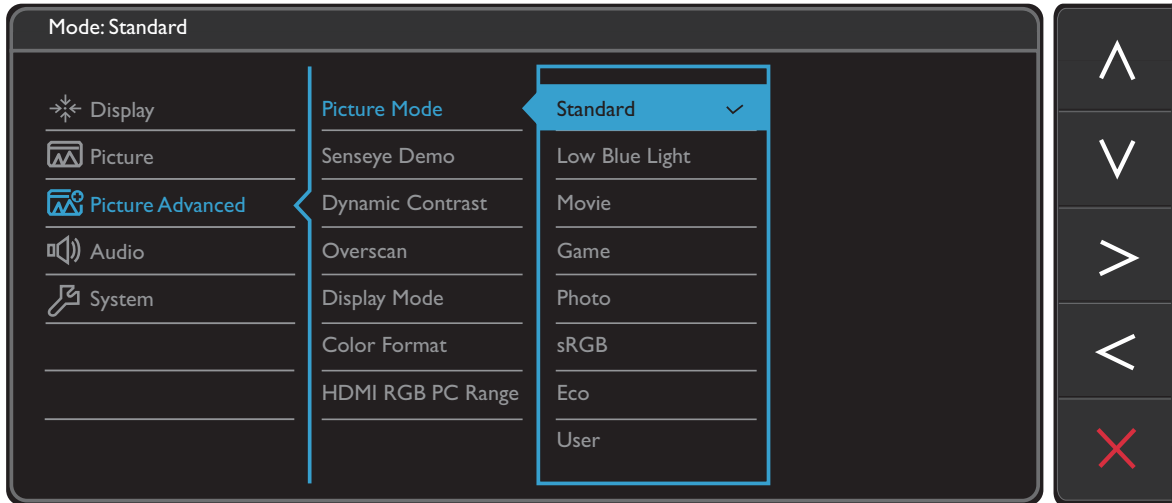 Mode: Standard
Display
Picture
Picture Advanced
Audio
System
Picture Mode
Senseye Demo
Dynamic Contrast
Overscan
Display Mode
Color Format
HDMI RGB PC Range
Standard
Low Blue Light
Movie
Game
Photo
sRGB
Eco
User